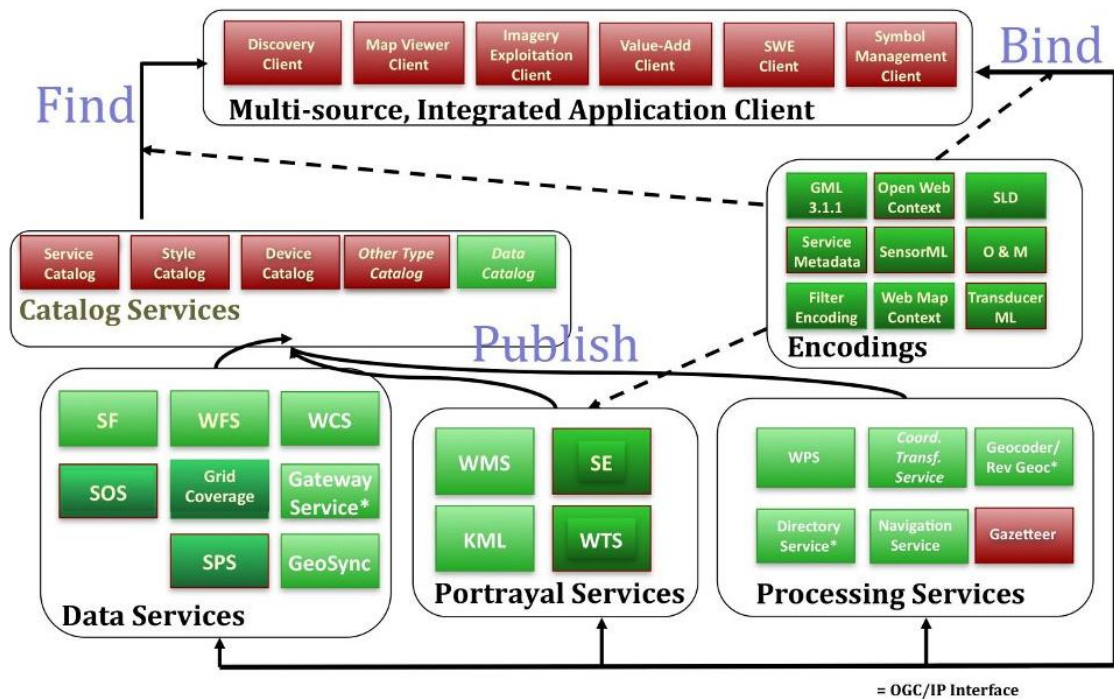 Discovery
Client
Map Viewer
Client
Imagery
Exploitation
Client
Value-Add
Client
SWE
Client
Symbol
Management
Client
Multi-source, Integrated Application Client
Find
Bind
GML
3.1.1
Open Web
Context
SLD
Service
Metadata
SensorML
O & M
Filter
Encoding
Web Map
Context
Transducer
ML
Encodings
Service
Catalog
Style
Catalog
Device
Catalog
Other Type
Catalog
Data
Catalog
Catalog Services
Publish
SF
WFS
WCS
SOS
Grid
Coverage
Gateway
Service*
SPS
GeoSync
Data Services
WMS
SE
KML
WTS
Portrayal Services
WPS
Coord.
Transf.
Service
Geocoder/
Rev Geoc*
Directory
Service*
Navigation
Service
Gazetteer
Processing Services
= OGC/IP Interface